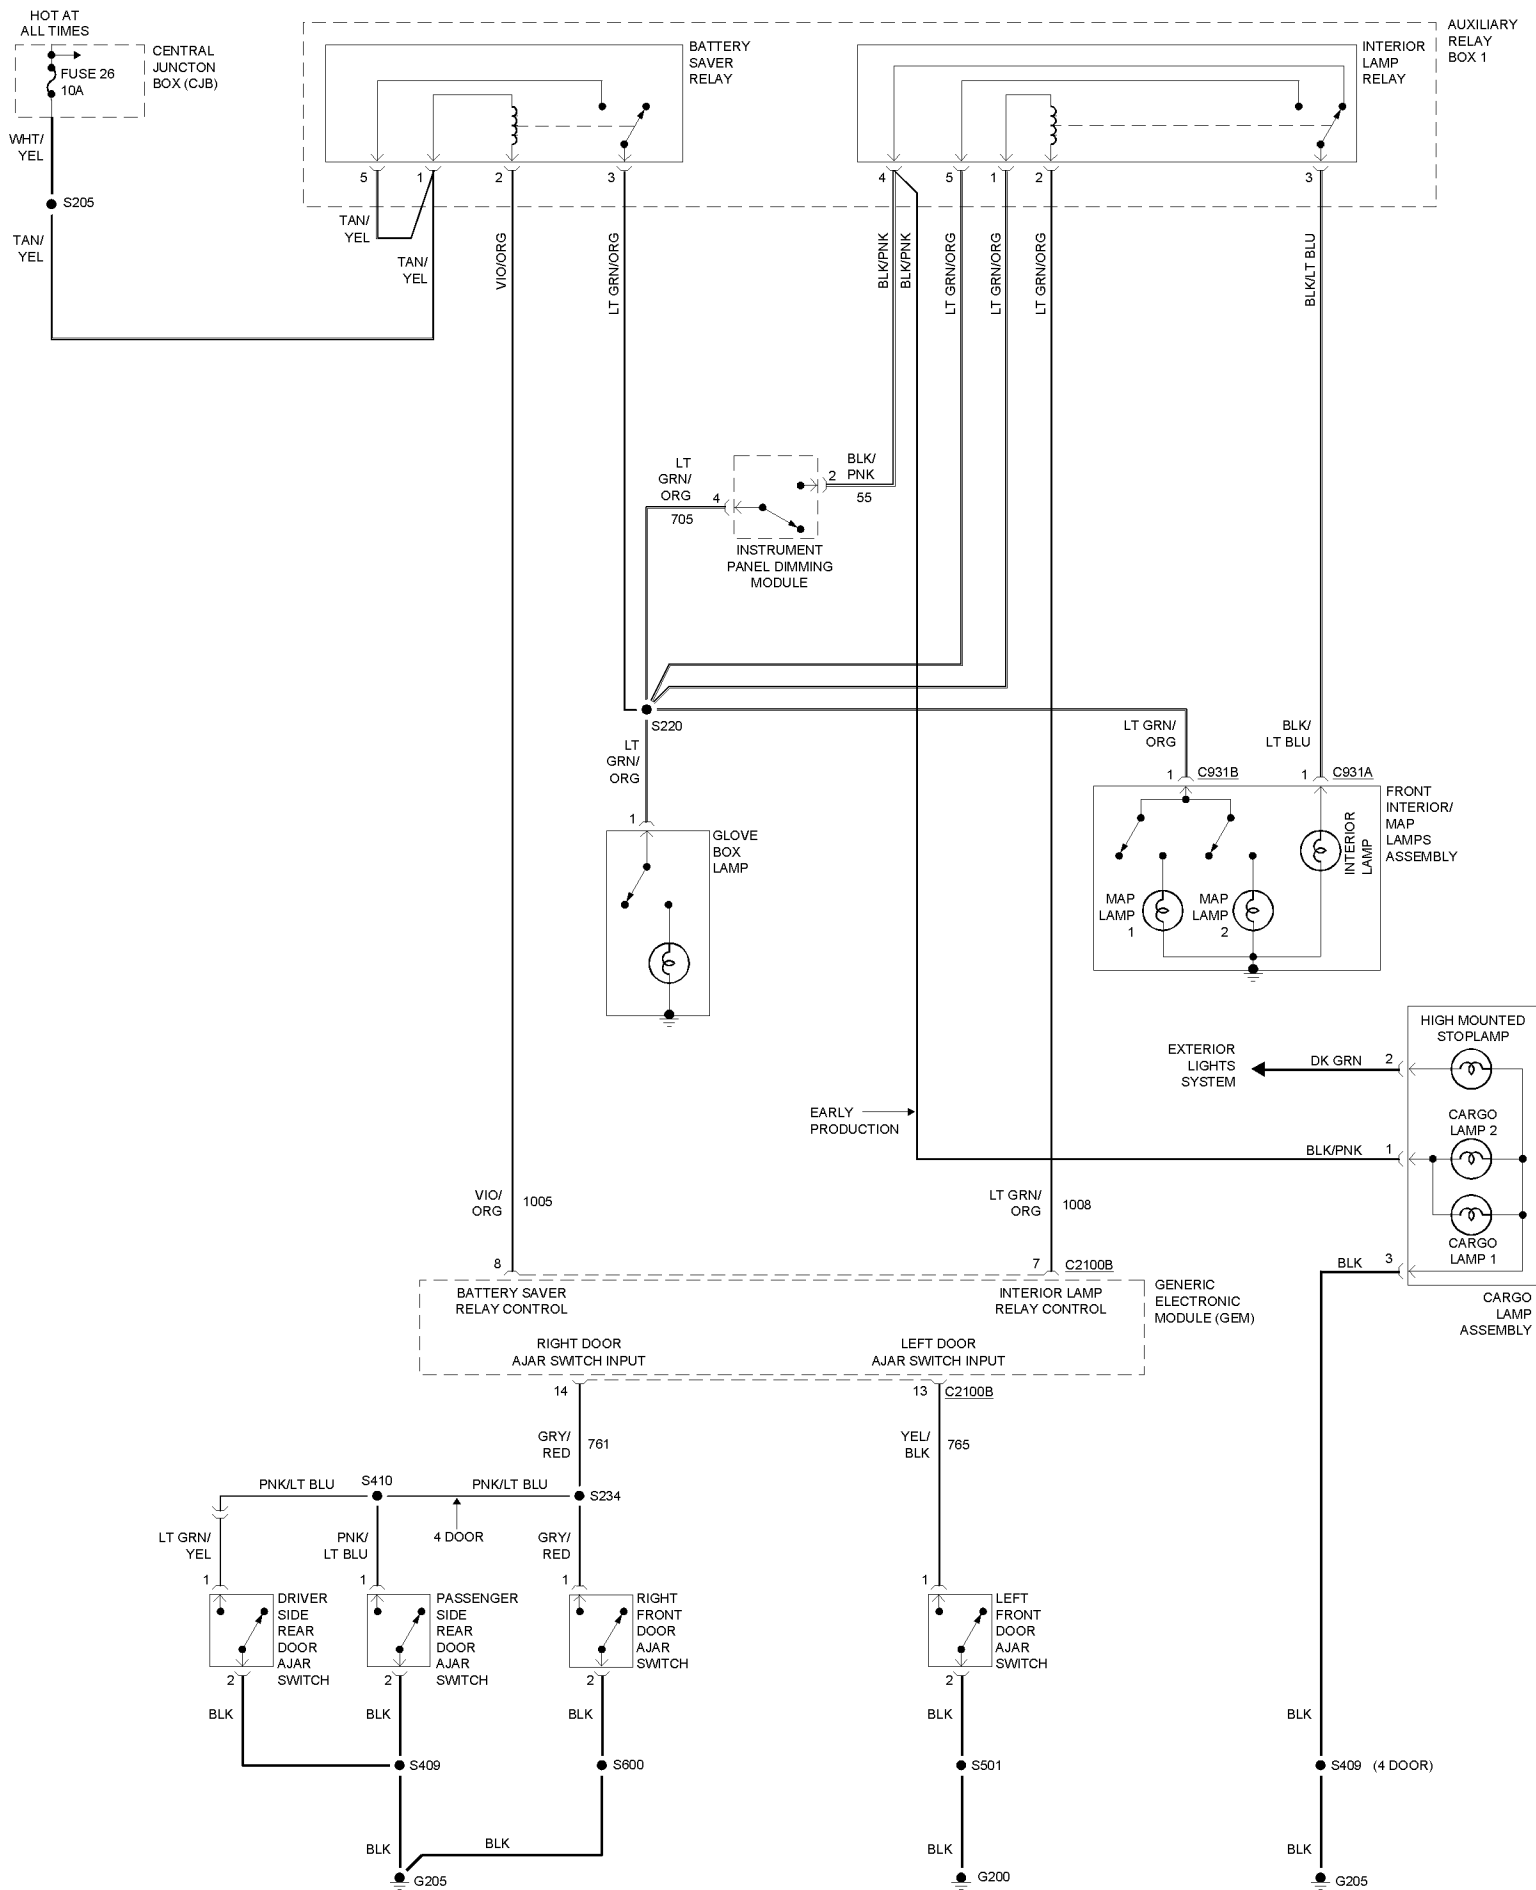 HOT AT
ALL TIMES
CENTRAL
JUNCTON
BOX (CJB)
FUSE 26
10A
WHT/
YEL
S205
TAN/
YEL
BATTERY
SAVER
RELAY
INTERIOR
LAMP
RELAY
AUXILIARY
RELAY
BOX 1
5
1
2
3
4
5
1
2
3
TAN/
YEL
TAN/
YEL
VIO/ORG
LT GRN/ORG
BLK/PNK
BLK/PNK
LT GRN/ORG
LT GRN/ORG
LT GRN/ORG
BLK/LT BLU
LT
GRN/
ORG
705
4
2
BLK/
PNK
55
INSTRUMENT
PANEL DIMMING
MODULE
S220
LT
GRN/
ORG
1
GLOVE
BOX
LAMP
LT GRN/
ORG
BLK/
LT BLU
1
C931B
1
C931A
FRONT
INTERIOR/
MAP
LAMPS
ASSEMBLY
INTERIOR
LAMP
MAP
LAMP
1
MAP
LAMP
2
HIGH MOUNTED
STOPLAMP
EXTERIOR
LIGHTS
SYSTEM
DK GRN
2
EARLY
PRODUCTION
CARGO
LAMP 2
BLK/PNK
1
CARGO
LAMP 1
BLK
3
CARGO
LAMP
ASSEMBLY
VIO/
ORG
1005
LT GRN/
ORG
1008
8
7
C2100B
BATTERY SAVER
RELAY CONTROL
INTERIOR LAMP
RELAY CONTROL
GENERIC
ELECTRONIC
MODULE (GEM)
RIGHT DOOR
AJAR SWITCH INPUT
LEFT DOOR
AJAR SWITCH INPUT
14
13
C2100B
GRY/
RED
761
YEL/
BLK
765
PNK/LT BLU
S410
PNK/LT BLU
S234
4 DOOR
LT GRN/
YEL
PNK/
LT BLU
GRY/
RED
1
1
1
1
DRIVER
SIDE
REAR
DOOR
AJAR
SWITCH
PASSENGER
SIDE
REAR
DOOR
AJAR
SWITCH
RIGHT
FRONT
DOOR
AJAR
SWITCH
LEFT
FRONT
DOOR
AJAR
SWITCH
2
2
2
2
BLK
BLK
BLK
BLK
BLK
S409
S600
S501
S409 (4 DOOR)
BLK
BLK
BLK
BLK
G205
G200
G205